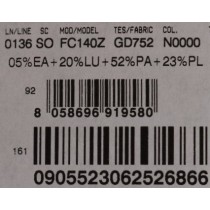 LN/LINE SC MOD/MODEL TES/FABRIC COL.
0136 SO FC140Z GD752 N0000
05%EA+20%LU+52%PA+23%PL
92
8 058696 919580
161
0905523062526866